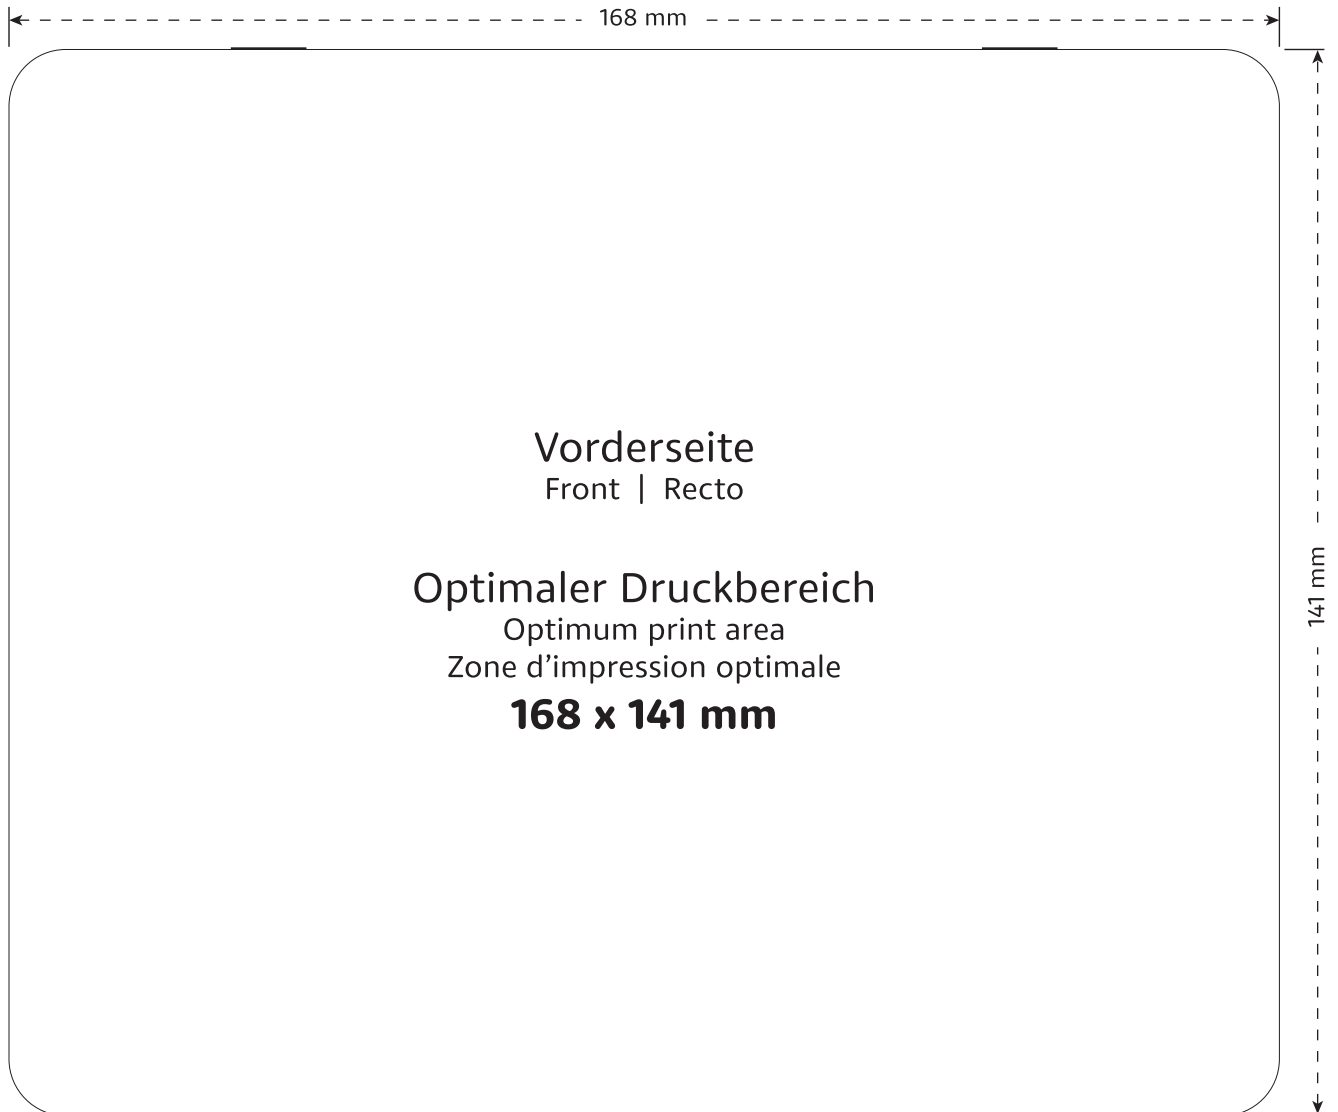 168 mm
Vorderseite
Front | Recto
Optimaler Druckbereich
Optimum print area
Zone d’impression optimale
168 x 141 mm
141 mm